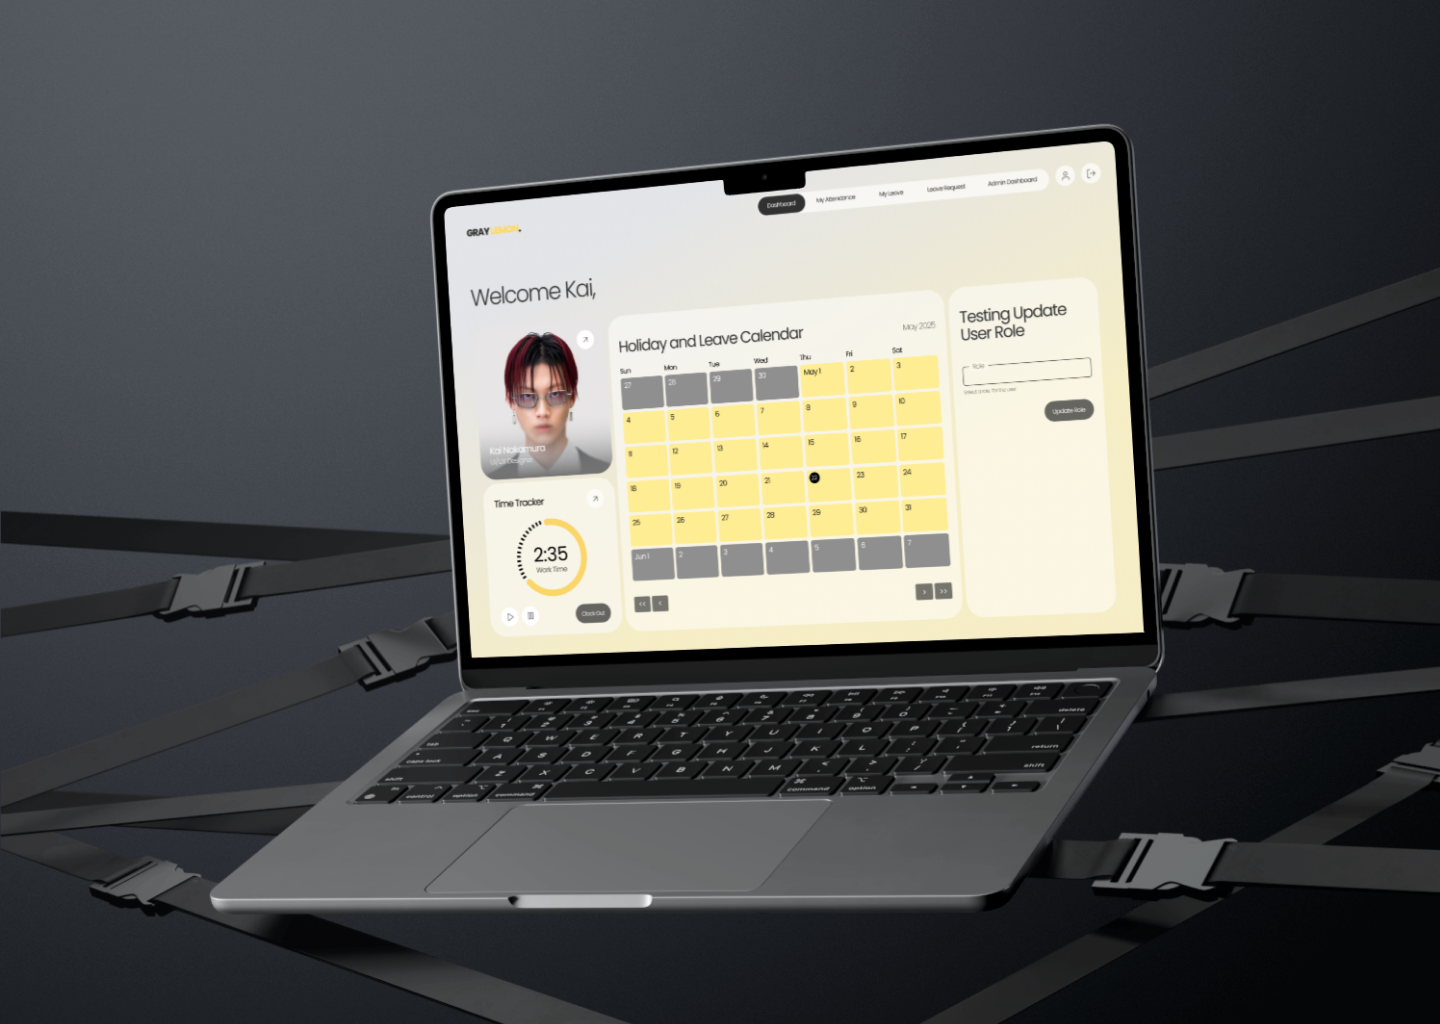 Dashboard
My Attendance
My Leave
Leave Request
Admin Dashboard
GRAYLEMON.
Welcome Kai,
Kai Nakamura
UI/UX Designer
Time Tracker
2:35
Work Time
Clock Out
Holiday and Leave Calendar
May 2025
Sun Mon Tue Wed Thu Fri Sat
27 28 29 30 May 1 2 3
4 5 6 7 8 9 10
11 12 13 14 15 16 17
18 19 20 21 22 23 24
25 26 27 28 29 30 31
Jun 1 2 3 4 5 6 7
<< <
> >>
Testing Update
User Role
Role
Update Role
delete
tab Q W E R T Y U I O P
caps lock A S D F G H J K L return
shift Z X C V B N M shift
control option command command option